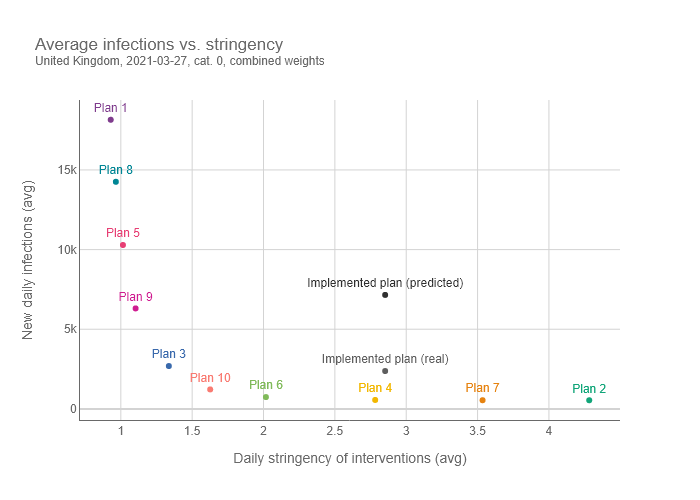 Average infections vs. stringency
United Kingdom, 2021-03-27, cat. 0, combined weights
Plan 1
15k
Plan 8
Plan 5
10k
Plan 9
Implemented plan (predicted)
5k
Plan 3
Implemented plan (real)
Plan 10
Plan 6
Plan 4
Plan 7
Plan 2
0
1
1.5
2
2.5
3
3.5
4
New daily infections (avg)
Daily stringency of interventions (avg)